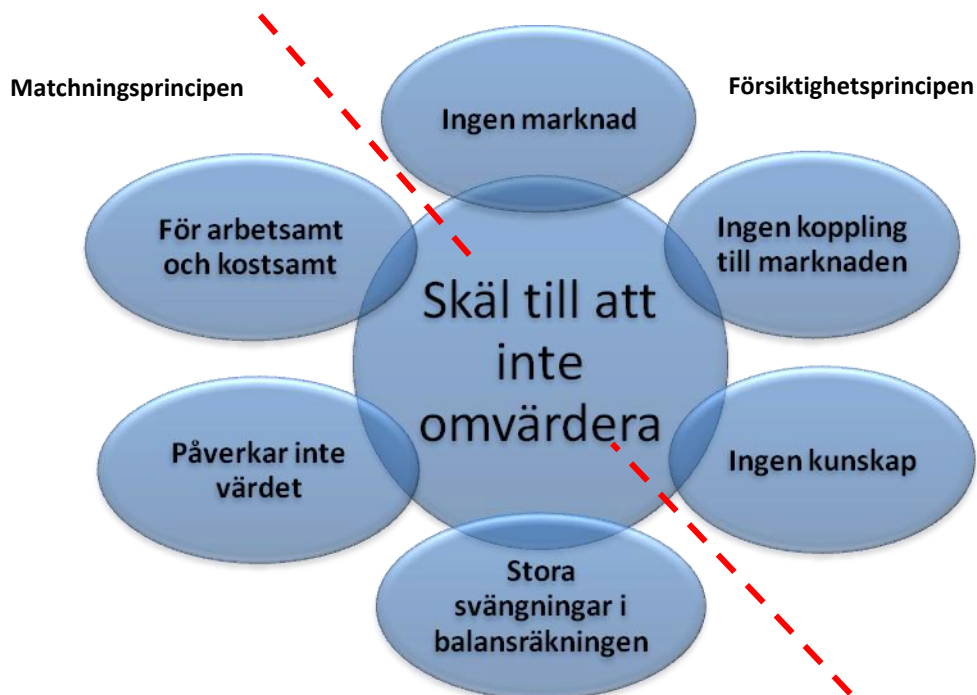 Matchningsprincipen
Försiktighetsprincipen
Ingen marknad
För arbetsamt
och kostsamt
Ingen koppling
till marknaden
Skäl till att
inte
omvärdera
Påverkar inte
värdet
Ingen kunskap
Stora
svängningar i
balansräkningen